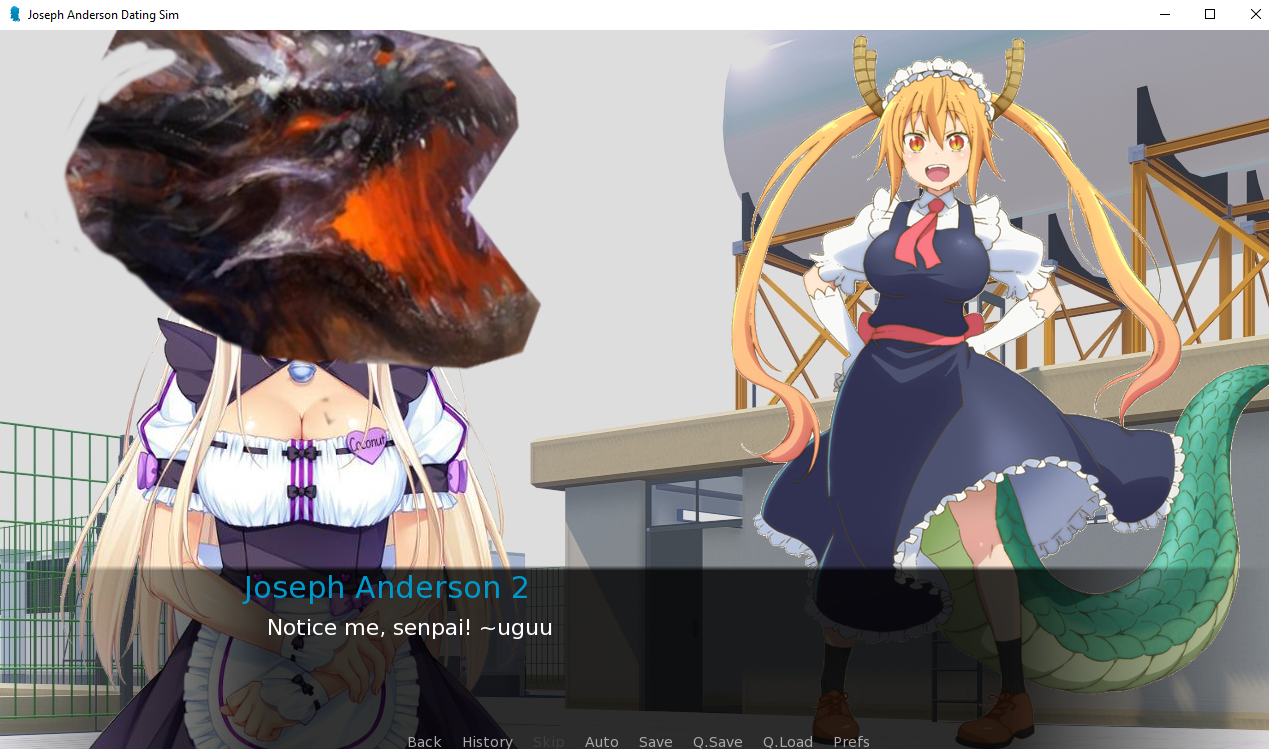 Joseph Anderson Dating Sim
Coconut
Joseph Anderson 2
Notice me, senpai! ~uguu
Back History Skip Auto Save Q.Save Q.Load Prefs